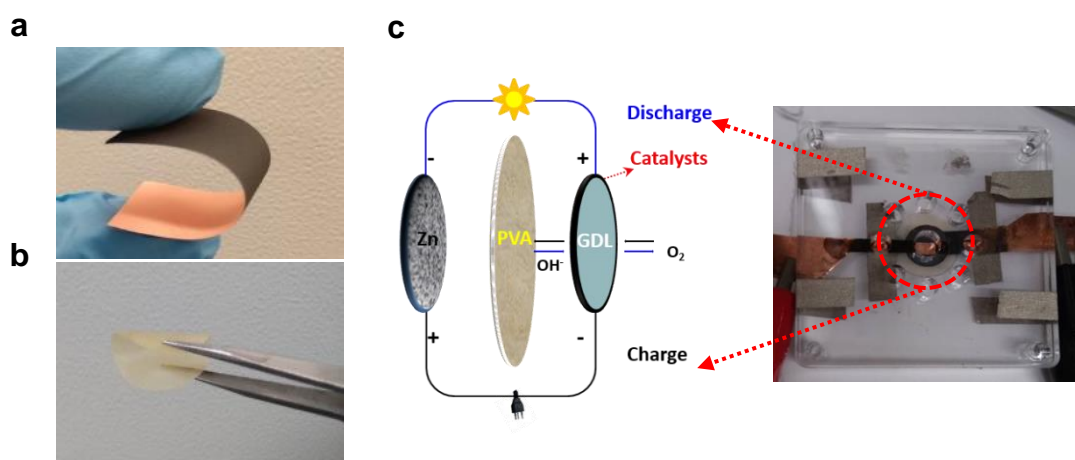 a
b
c
Discharge
Catalysts
-
+
Zn
PVA
GDL
OH-
O2
+
-
Charge